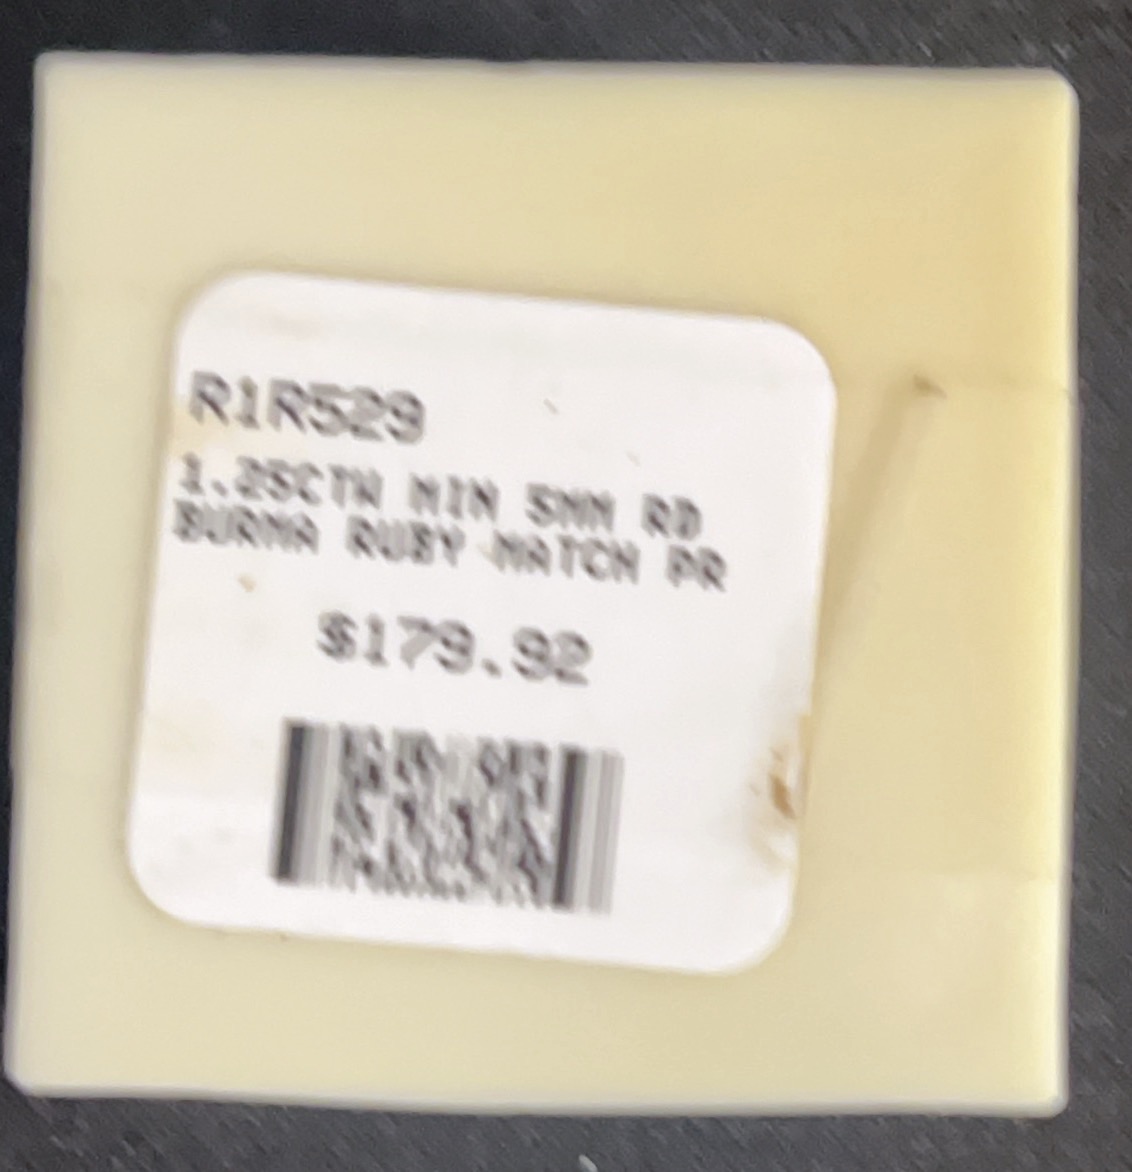 R1R529
1.25CTW MIN 5MM RD
BURMA RUBY MATCH PR
$179.92